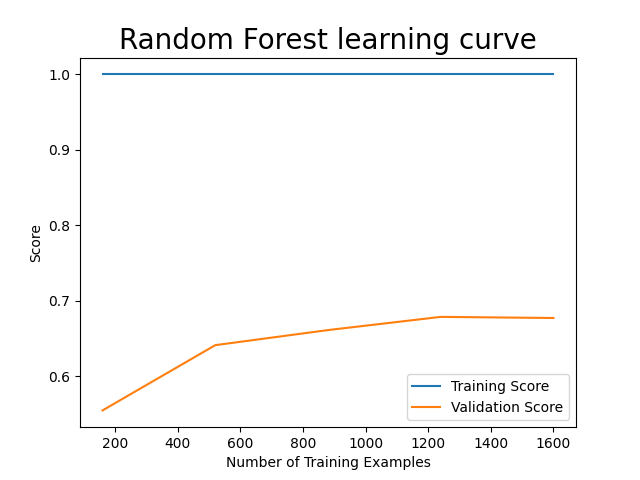 Random Forest learning curve
1.0
0.9
0.8
0.7
0.6
Score
200 400 600 800 1000 1200 1400 1600
Number of Training Examples
Training Score
Validation Score